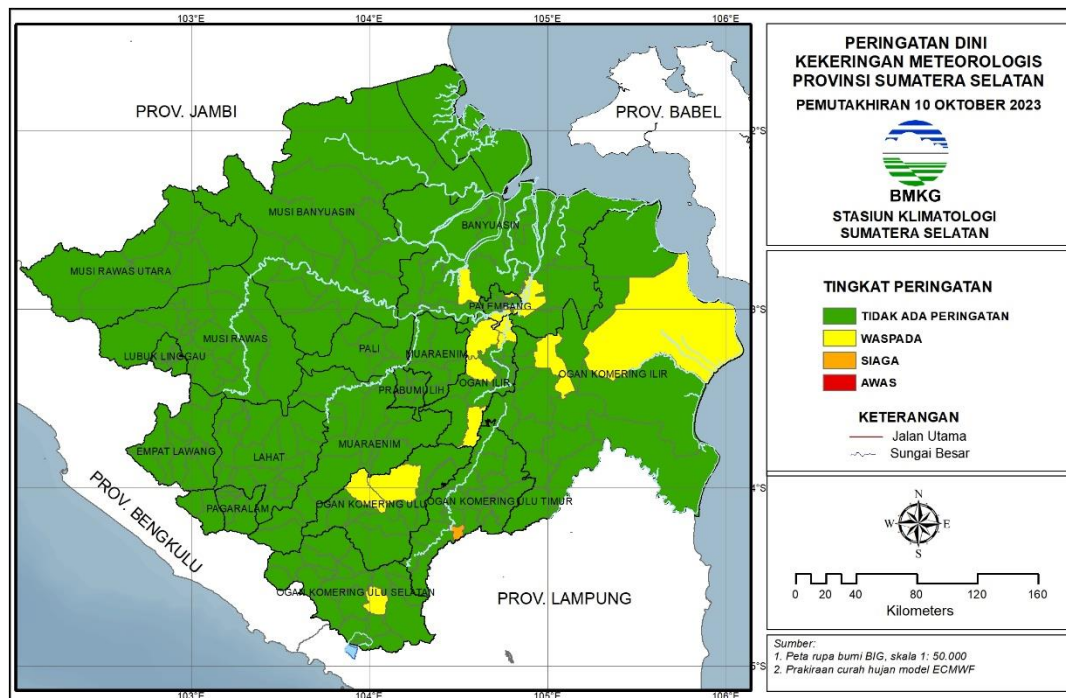 103°E
104°E
105°E
106°E
PROV. JAMBI
PROV. BABEL
2°S
MUSI BANYUASIN
BANYUASIN
MUSI RAWAS UTARA
PALEMBANG
3°S
MUSI RAWAS
PALI
MUARAENIM
LUBUK LINGGAU
OGAN ILIR
OGAN KOMERING ILIR
PRABUMULIH
EMPAT LAWANG
LAHAT
MUARAENIM
4°S
PAGARALAM
OGAN KOMERING ULU
OGAN KOMERING ULU TIMUR
PROV. BENGKULU
OGAN KOMERING ULU SELATAN
PROV. LAMPUNG
5°S
103°E
104°E
105°E
106°E
PERINGATAN DINI
KEKERINGAN METEOROLOGIS
PROVINSI SUMATERA SELATAN
PEMUTAKHIRAN 10 OKTOBER 2023
BMKG
STASIUN KLIMATOLOGI
SUMATERA SELATAN
TINGKAT PERINGATAN
TIDAK ADA PERINGATAN
WASPADA
SIAGA
AWAS
KETERANGAN
Jalan Utama
Sungai Besar
N
W E
S
0 10 20 40 80 120 160
Kilometers
Sumber:
1. Peta rupa bumi BIG, skala 1: 50.000
2. Prakiraan curah hujan model ECMWF